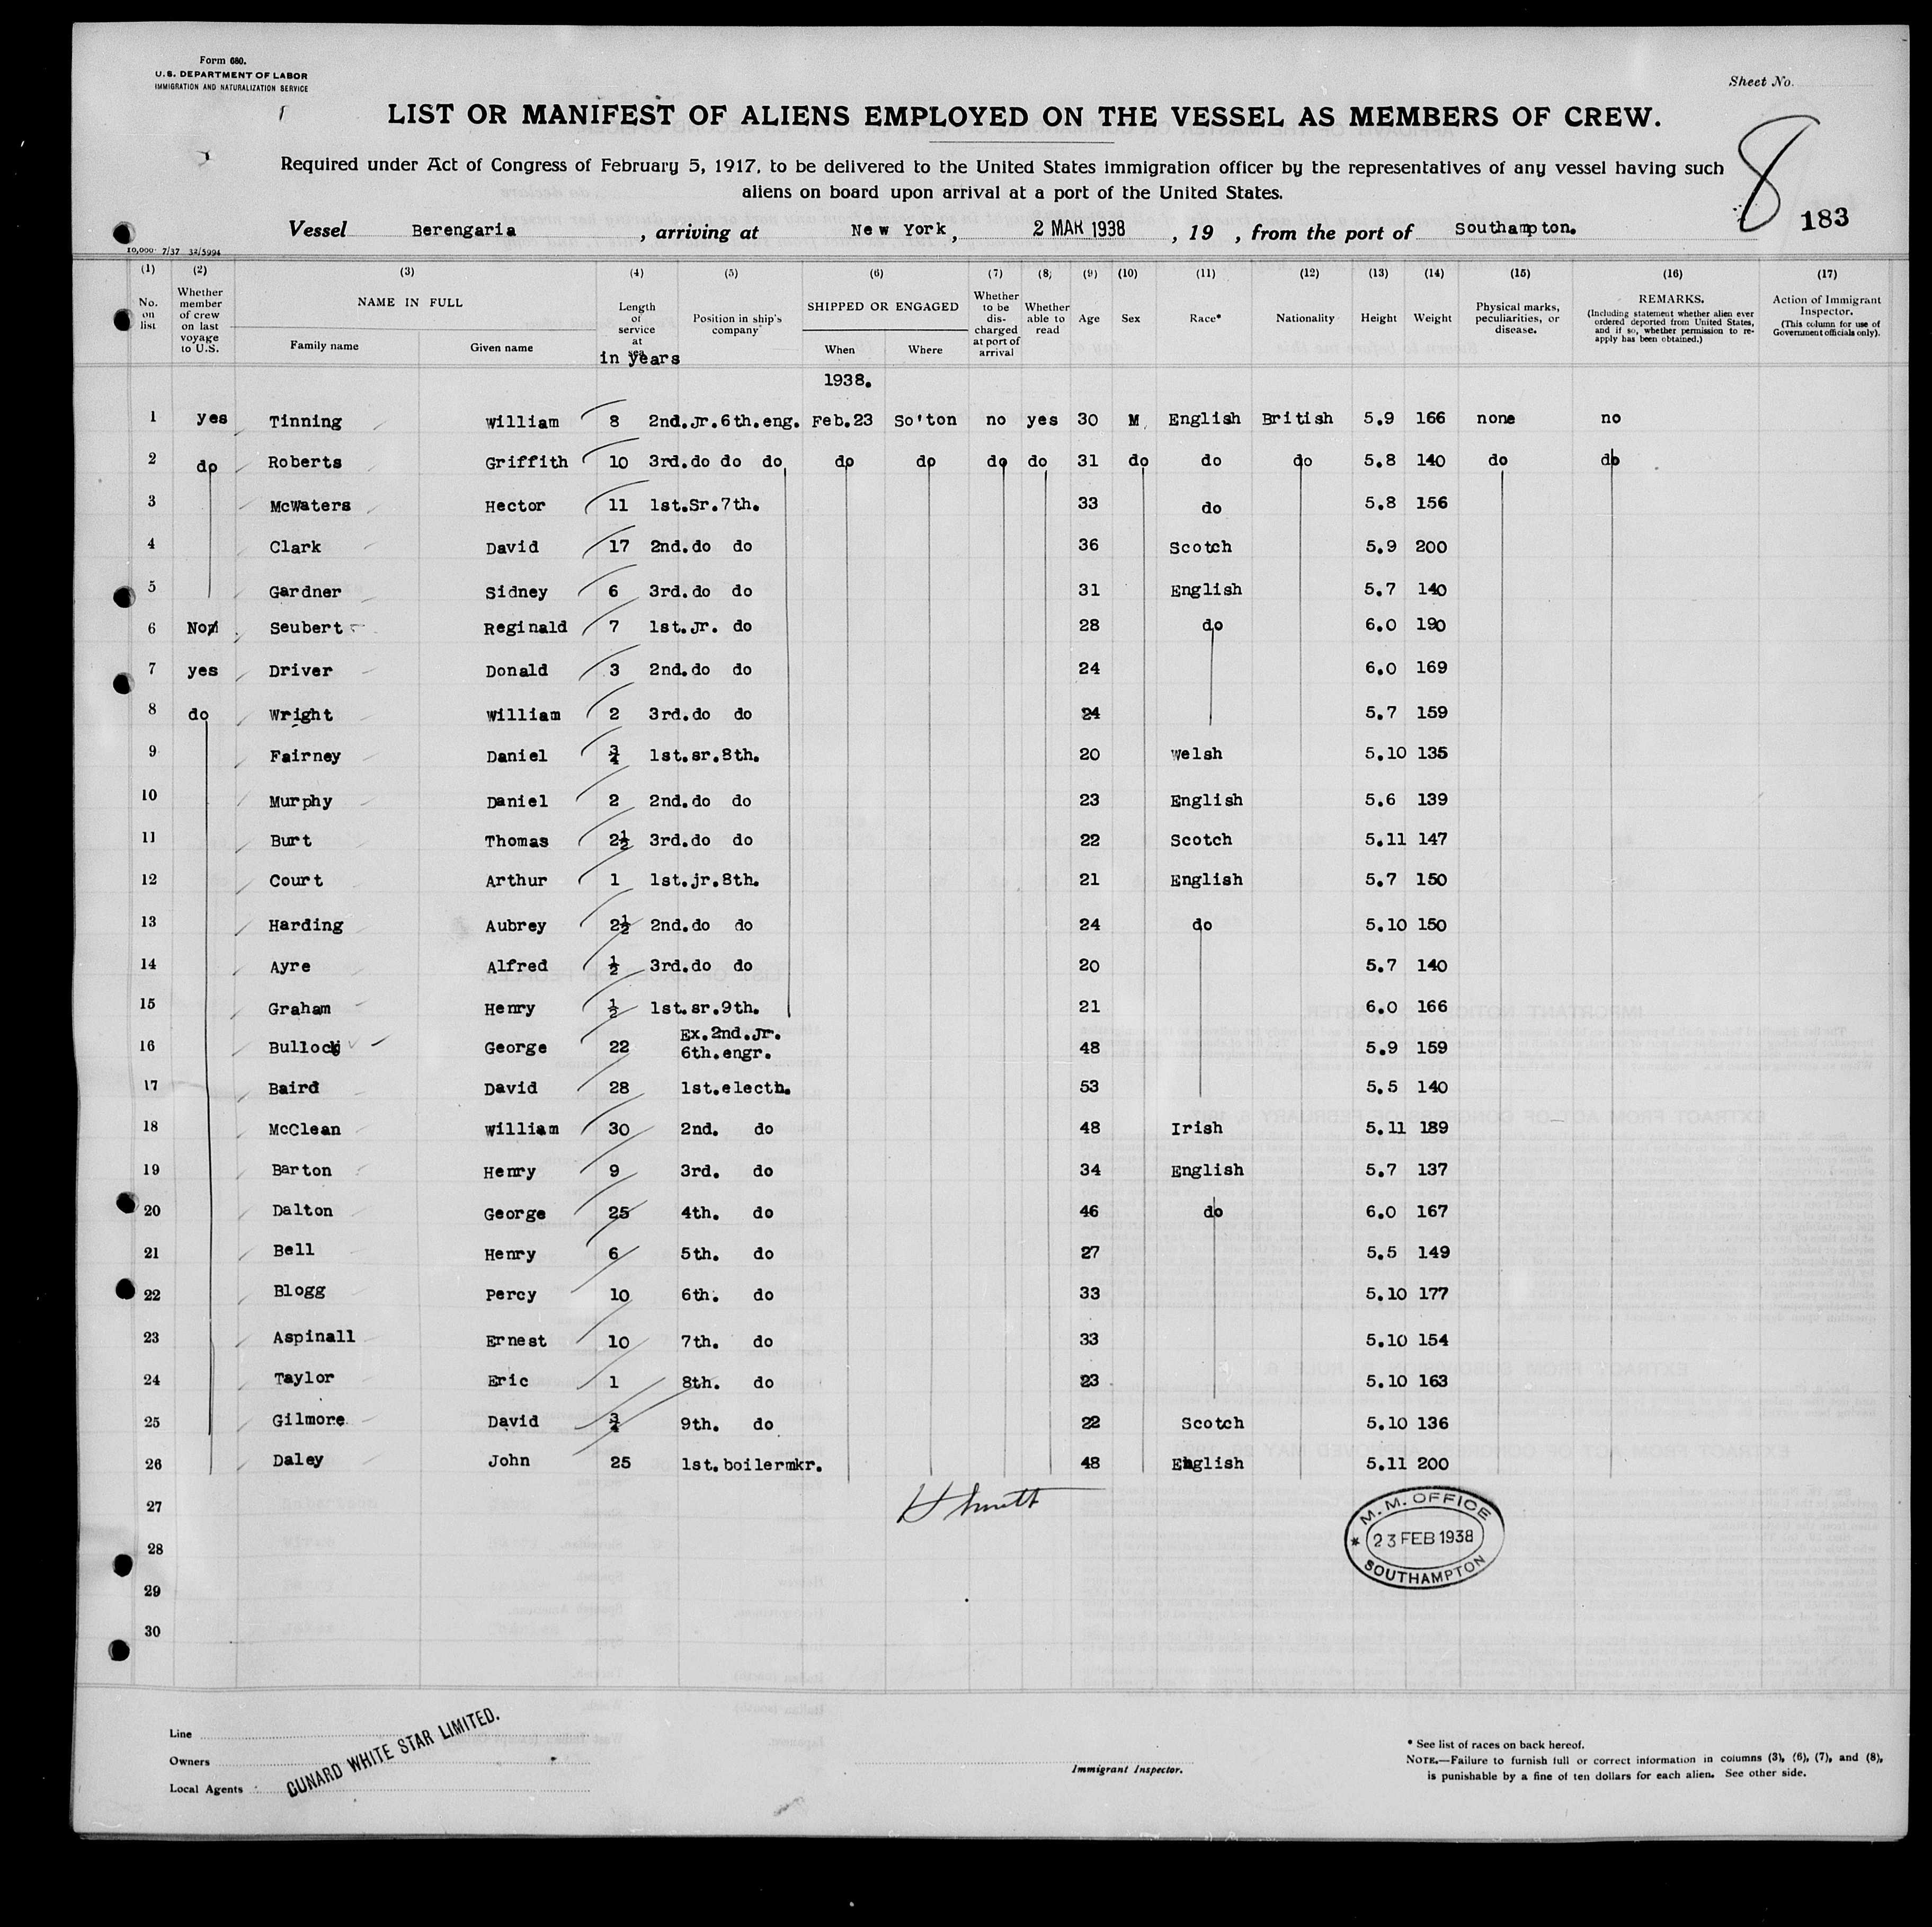 Form 680.
U.S. DEPARTMENT OF LABOR
IMMIGRATION AND NATURALIZATION SERVICE
Sheet No.
LIST OR MANIFEST OF ALIENS EMPLOYED ON THE VESSEL AS MEMBERS OF CREW.
8
Required under Act of Congress of February 5, 1917, to be delivered to the United States immigration officer by the representatives of any vessel having such
aliens on board upon arrival at a port of the United States.
183
Vessel Berengaria , arriving at New York, 2 MAR 1938 , 19 , from the port of Southampton.
10,000 7/37 32/5994
(1) (2) (3) (4) (5) (6) (7) (8) (9) (10) (11) (12) (13) (14) (15) (16) (17)
No. on list
Whether member of crew on last voyage to U.S.
NAME IN FULL
Family name Given name
Length of service at sea
in years
Position in ship's company
SHIPPED OR ENGAGED
When Where
Whether to be discharged at port of arrival
Whether able to read
Age
Sex
Race*
Nationality
Height
Weight
Physical marks, peculiarities, or disease.
REMARKS.
(Including statement whether alien ever ordered deported from United States, and if so, whether permission to reapply has been obtained.)
Action of Immigrant Inspector.
(This column for use of Government officials only).
1938.
1 yes Tinning William 8 2nd.Jr.6th.eng. Feb.23 So'ton no yes 30 M English British 5.9 166 none no
2 do Roberts Griffith 10 3rd.do do do do do do do 31 do do do 5.8 140 do do
3 McWaters Hector 11 1st.Sr.7th. 33 do 5.8 156
4 Clark David 17 2nd.do do 36 Scotch 5.9 200
5 Gardner Sidney 6 3rd.do do 31 English 5.7 140
6 No Seubert Reginald 7 1st.Jr. do 28 do 6.0 190
7 yes Driver Donald 3 2nd.do do 24 6.0 169
8 do Wright William 2 3rd.do do 24 5.7 159
9 Fairney Daniel 3/4 1st.sr.8th. 20 Welsh 5.10 135
10 Murphy Daniel 2 2nd.do do 23 English 5.6 139
11 Burt Thomas 2½ 3rd.do do 22 Scotch 5.11 147
12 Court Arthur 1 1st.jr.8th. 21 English 5.7 150
13 Harding Aubrey 2½ 2nd.do do 24 do 5.10 150
14 Ayre Alfred ½ 3rd.do do 20 5.7 140
15 Graham Henry ½ 1st.sr.9th. 21 6.0 166
16 Bullock George 22 Ex.2nd.Jr. 6th.engr. 48 5.9 159
17 Baird David 28 1st.electn. 53 5.5 140
18 McClean William 30 2nd. do 48 Irish 5.11 189
19 Barton Henry 9 3rd. do 34 English 5.7 137
20 Dalton George 25 4th. do 46 do 6.0 167
21 Bell Henry 6 5th. do 27 5.5 149
22 Blogg Percy 10 6th. do 33 5.10 177
23 Aspinall Ernest 10 7th. do 33 5.10 154
24 Taylor Eric 1 8th. do 23 5.10 163
25 Gilmore David 3/4 9th. do 22 Scotch 5.10 136
26 Daley John 25 1st.boilermkr. 48 English 5.11 200
27
28
29
30
M.M. OFFICE
23 FEB 1938
SOUTHAMPTON
Line
Owners
Local Agents
CUNARD WHITE STAR LIMITED.
Immigrant Inspector.
* See list of races on back hereof.
NOTE.—Failure to furnish full or correct information in columns (3), (6), (7), and (8),
is punishable by a fine of ten dollars for each alien. See other side.